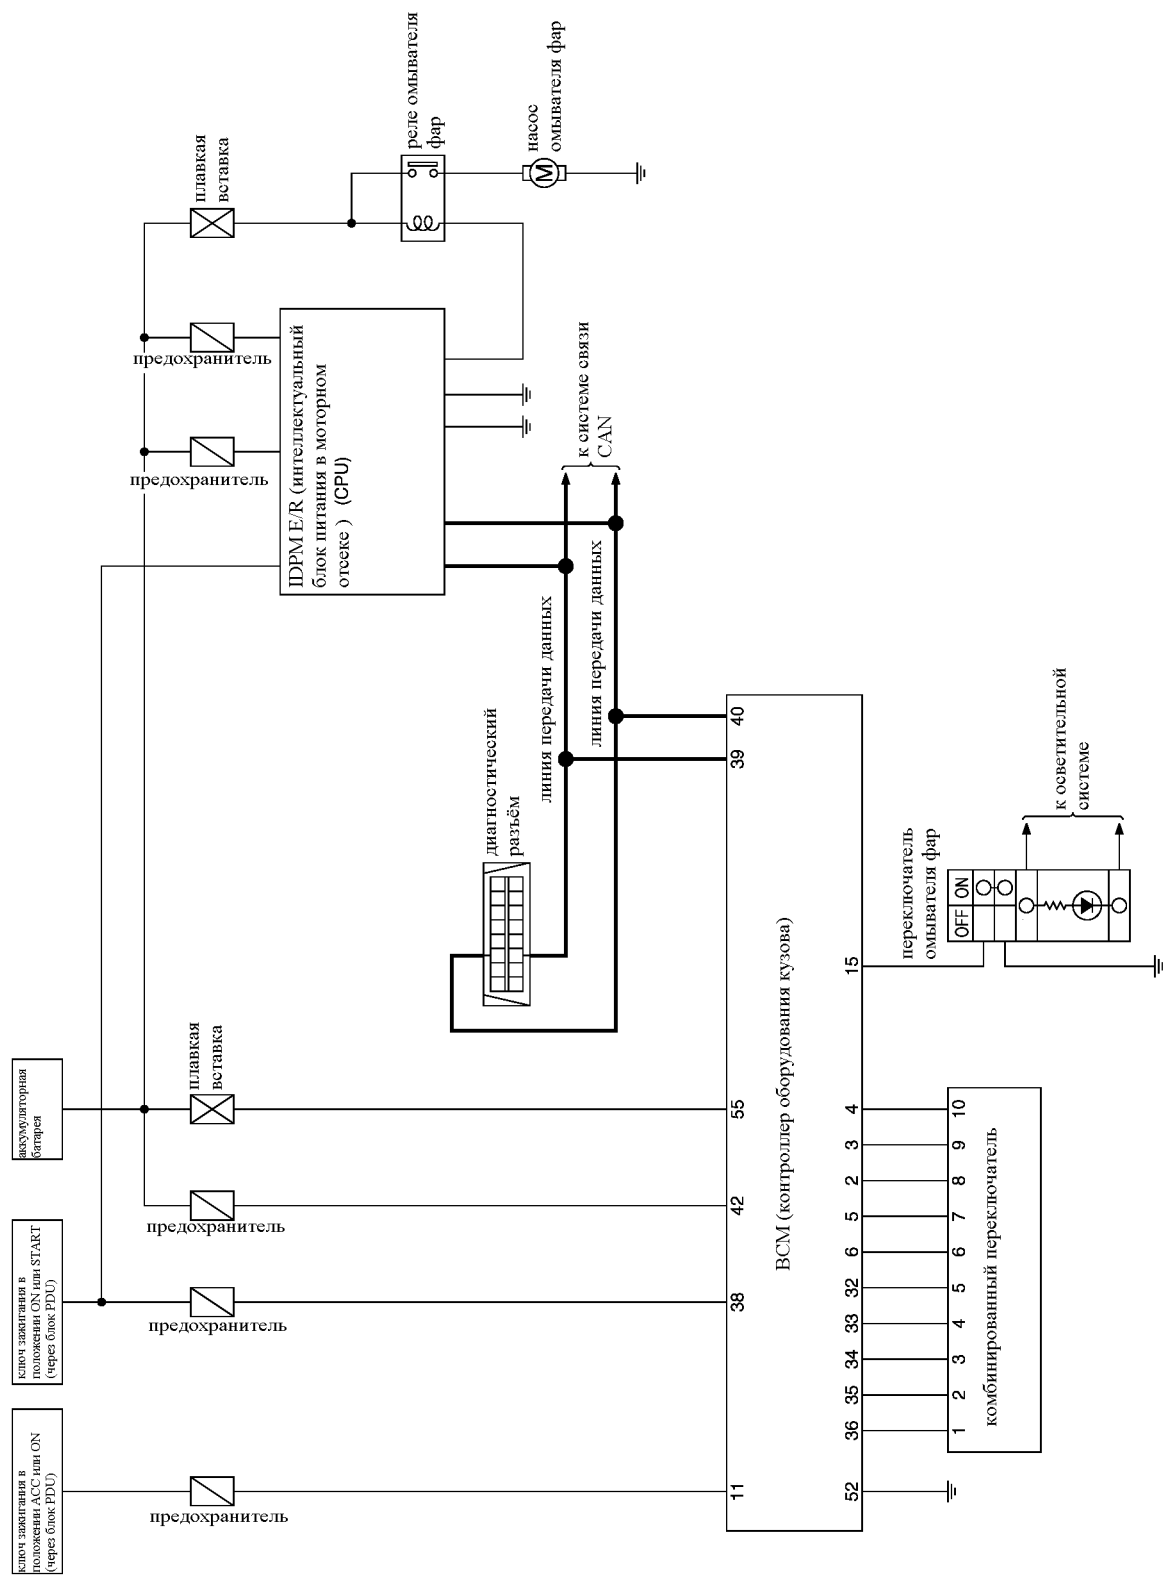 аккумуляторная
батарея
ключ зажигания в
положении ON или START
(через блок PDU)
ключ зажигания в
положении ACC или ON
(через блок PDU)
плавкая
вставка
предохранитель
предохранитель
плавкая
вставка
предохранитель
предохранитель
предохранитель
реле омывателя
фар
насос
омывателя фар
M
IDPM E/R (интеллектуальный
блок питания в моторном
отсеке ) (CPU)
к системе связи
CAN
линия передачи данных
линия передачи данных
диагностический
разъём
40
39
55
42
38
11
BCM (контроллер оборудования кузова)
15
4
3
2
5
6
32
33
34
35
36
52
переключатель
омывателя фар
OFF
ON
к осветительной
системе
10
9
8
7
6
5
4
3
2
1
комбинированный переключатель